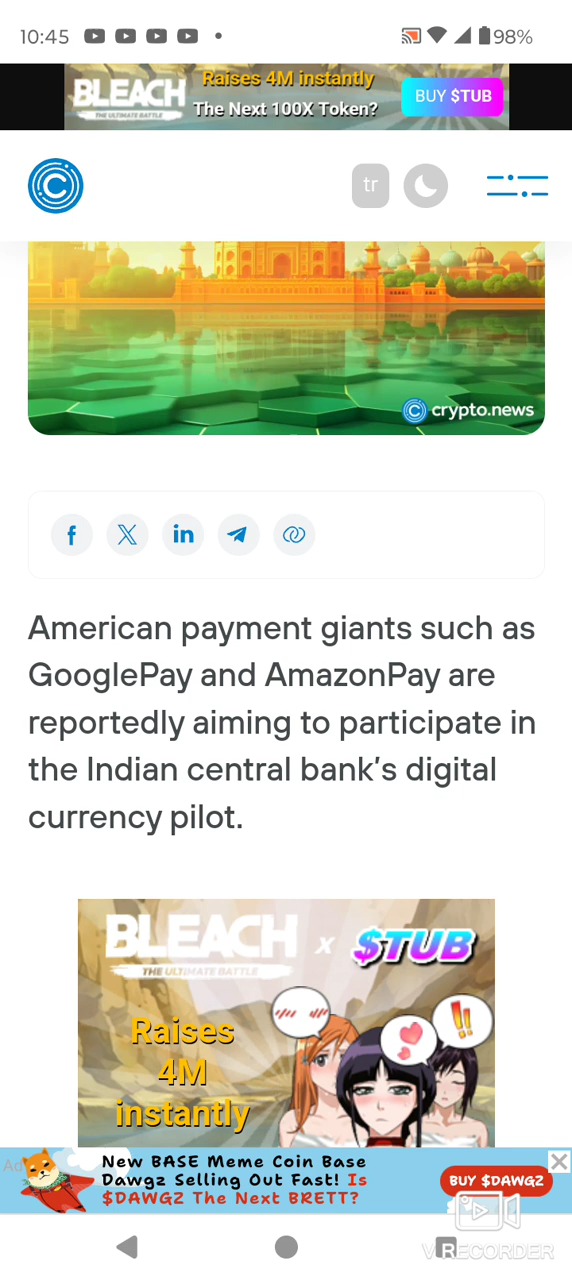 10:45
98%
BLEACH
THE ULTIMATE BATTLE
Raises 4M instantly
The Next 100X Token?
BUY $TUB
tr
crypto.news
American payment giants such as
GooglePay and AmazonPay are
reportedly aiming to participate in
the Indian central bank's digital
currency pilot.
BLEACH x $TUB
THE ULTIMATE BATTLE
Raises
4M
instantly
!!
Ad
New BASE Meme Coin Base
Dawgz Selling Out Fast! Is
$DAWGZ The Next BRETT?
BUY $DAWGZ
VRECORDER